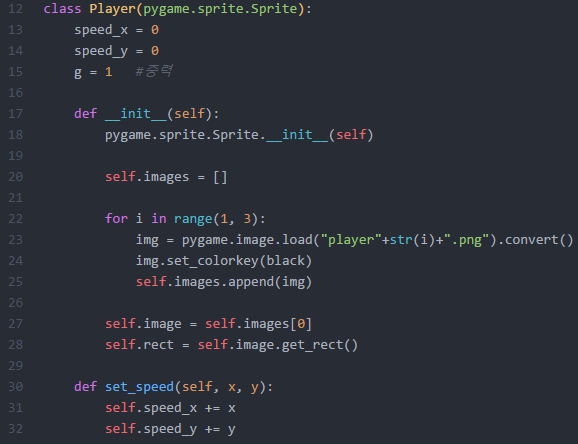 12 class Player(pygame.sprite.Sprite):
13     speed_x = 0
14     speed_y = 0
15     g = 1   #중력
16
17     def __init__(self):
18         pygame.sprite.Sprite.__init__(self)
19
20         self.images = []
21
22         for i in range(1, 3):
23             img = pygame.image.load("player"+str(i)+".png").convert()
24             img.set_colorkey(black)
25             self.images.append(img)
26
27         self.image = self.images[0]
28         self.rect = self.image.get_rect()
29
30     def set_speed(self, x, y):
31         self.speed_x += x
32         self.speed_y += y